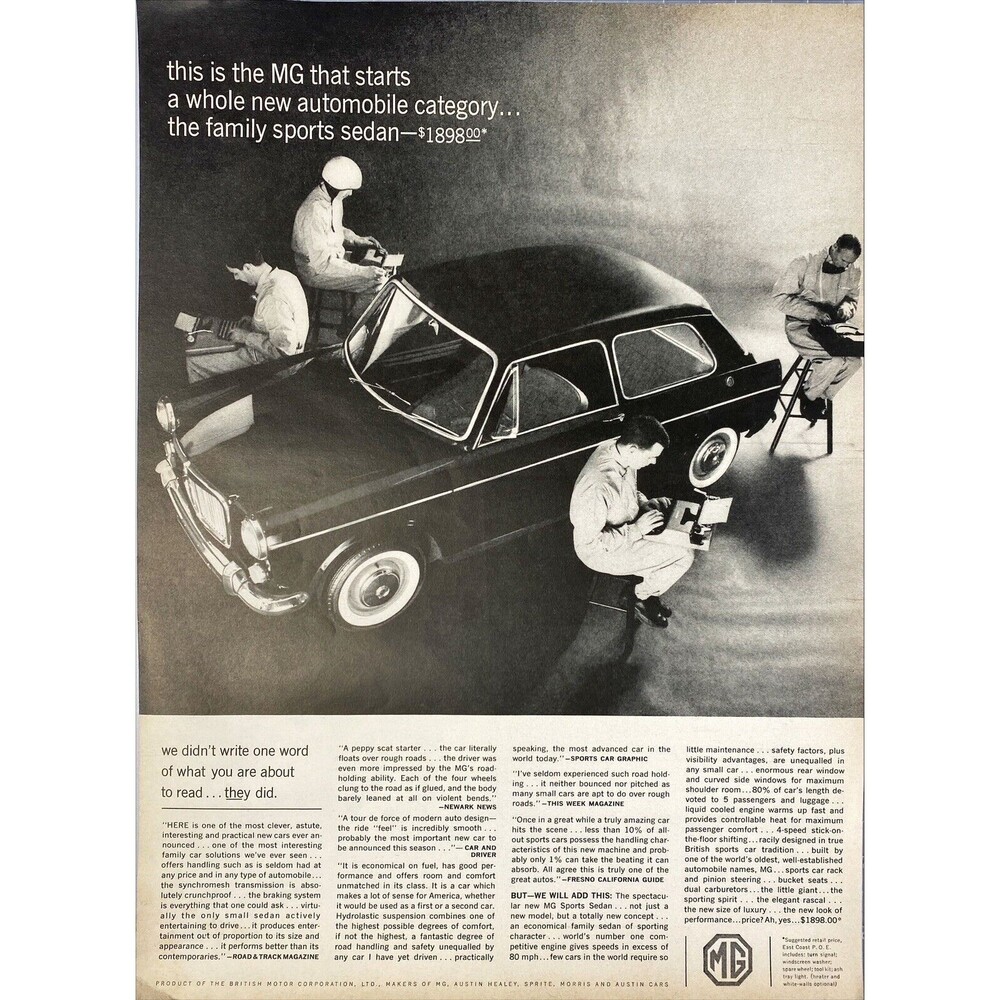 this is the MG that starts
a whole new automobile category...
the family sports sedan—$1898 00*
we didn't write one word
of what you are about
to read . . . they did.
"HERE is one of the most clever, astute,
interesting and practical new cars ever an-
nounced . . . one of the most interesting
family car solutions we've ever seen . . .
offers handling such as is seldom had at
any price and in any type of automobile . . .
the synchromesh transmission is abso-
lutely crunchproof . . . the braking system
is everything that one could ask . . . virtu-
ally the only small sedan actively
entertaining to drive . . . it produces enter-
tainment out of proportion to its size and
appearance . . . it performs better than its
contemporaries."—ROAD & TRACK MAGAZINE
"A peppy scat starter . . . the car literally
floats over rough roads . . . the driver was
even more impressed by the MG's road-
holding ability. Each of the four wheels
clung to the road as if glued, and the body
barely leaned at all on violent bends."
—NEWARK NEWS
"A tour de force of modern auto design—
the ride "feel" is incredibly smooth . . .
probably the most important new car to
be announced this season . . ."—CAR AND
DRIVER
"It is economical on fuel, has good per-
formance and offers room and comfort
unmatched in its class. It is a car which
makes a lot of sense for America, whether
it would be used as a first or a second car.
Hydrolastic suspension combines one of
the highest possible degrees of comfort,
if not the highest, a fantastic degree of
road handling and safety unequalled by
any car I have yet driven . . . practically
speaking, the most advanced car in the
world today."—SPORTS CAR GRAPHIC
"I've seldom experienced such road hold-
ing . . . it neither bounced nor pitched as
many small cars are apt to do over rough
roads."—THIS WEEK MAGAZINE
"Once in a great while a truly amazing car
hits the scene . . . less than 10% of all-
out sports cars possess the handling char-
acteristics of this new machine and prob-
ably only 1% can take the beating it can
absorb. All agree this is truly one of the
great autos."—FRESNO CALIFORNIA GUIDE
BUT—WE WILL ADD THIS: The spectacu-
lar new MG Sports Sedan . . . not just a
new model, but a totally new concept . . .
an economical family sedan of sporting
character . . . world's number one com-
petitive engine gives speeds in excess of
80 mph . . . few cars in the world require so
little maintenance . . . safety factors, plus
visibility advantages, are unequalled in
any small car . . . enormous rear window
and curved side windows for maximum
shoulder room . . . 80% of car's length de-
voted to 5 passengers and luggage . . .
liquid cooled engine warms up fast and
provides controllable heat for maximum
passenger comfort . . . 4-speed stick-on-
the-floor shifting . . . racily designed in true
British sports car tradition . . . built by
one of the world's oldest, well-established
automobile names, MG . . . sports car rack
and pinion steering . . . bucket seats . . .
dual carburetors . . . the little giant . . . the
sporting spirit . . . the elegant rascal . . .
the new size of luxury . . . the new look of
performance . . . price? Ah, yes . . . $1898.00*
MG
*Suggested retail price,
East Coast P. O. E.
includes: turn signal;
windscreen washer;
spare wheel; tool kit; ash
tray light. (heater and
white-walls optional)
PRODUCT OF THE BRITISH MOTOR CORPORATION, LTD., MAKERS OF MG, AUSTIN HEALEY, SPRITE, MORRIS AND AUSTIN CARS